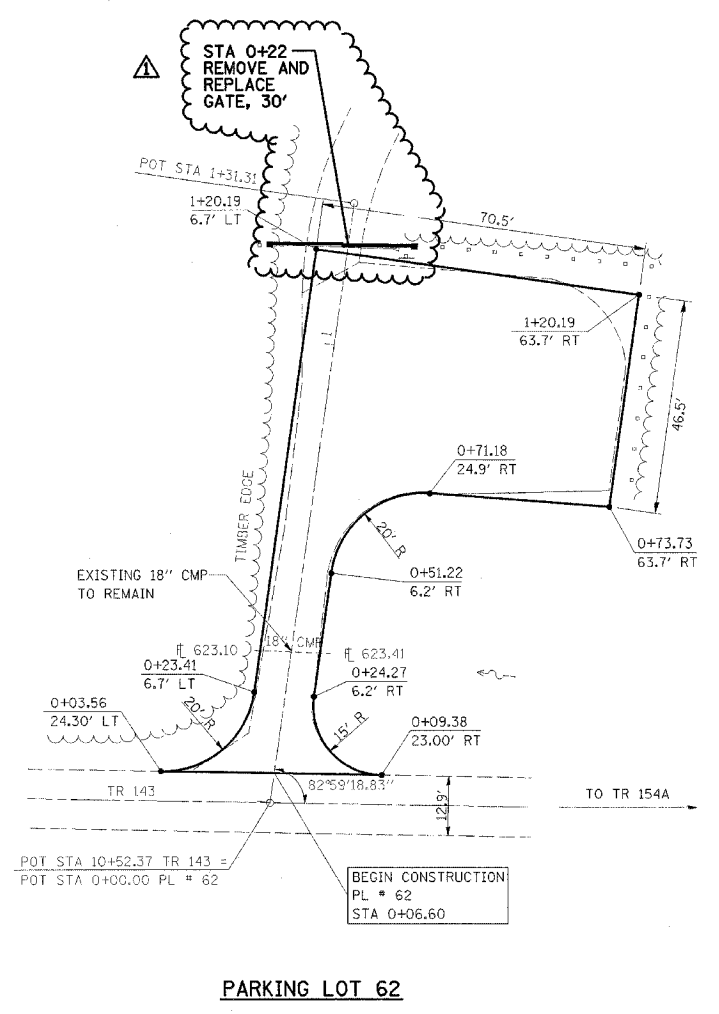 STA 0+22
REMOVE AND
REPLACE
GATE, 30'
1
POT STA 1+31.31
1+20.19
6.7' LT
70.5'
1+20.19
63.7' RT
46.5'
0+71.18
24.9' RT
20' R
TIMBER EDGE
0+73.73
63.7' RT
EXISTING 18" CMP
TO REMAIN
0+51.22
6.2' RT
18" CMP
FL 623.10
FL 623.41
0+23.41
6.7' LT
0+24.27
6.2' RT
0+03.56
24.30' LT
20' R
15' R
0+09.38
23.00' RT
82°59'18.83"
TR 143
12.9'
TO TR 154A
POT STA 10+52.37 TR 143 =
POT STA 0+00.00 PL # 62
BEGIN CONSTRUCTION
PL # 62
STA 0+06.60
PARKING LOT 62